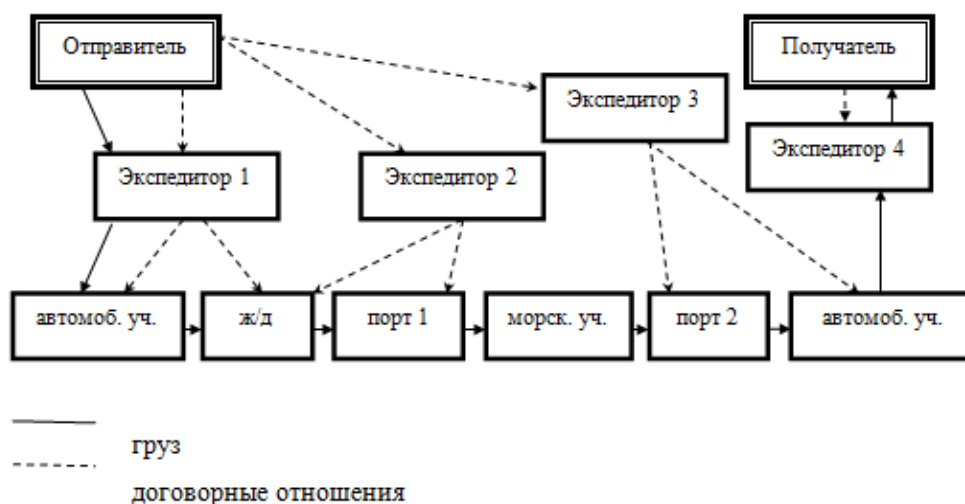 Отправитель
Получатель
Экспедитор 3
Экспедитор 1
Экспедитор 2
Экспедитор 4
автомоб. уч.
ж/д
порт 1
морск. уч.
порт 2
автомоб. уч.
груз
договорные отношения